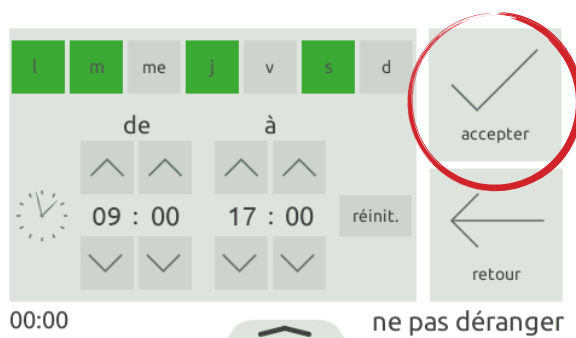 l m me j v s d
accepter
de à
09 : 00 17 : 00 réinit.
retour
00:00 ne pas déranger